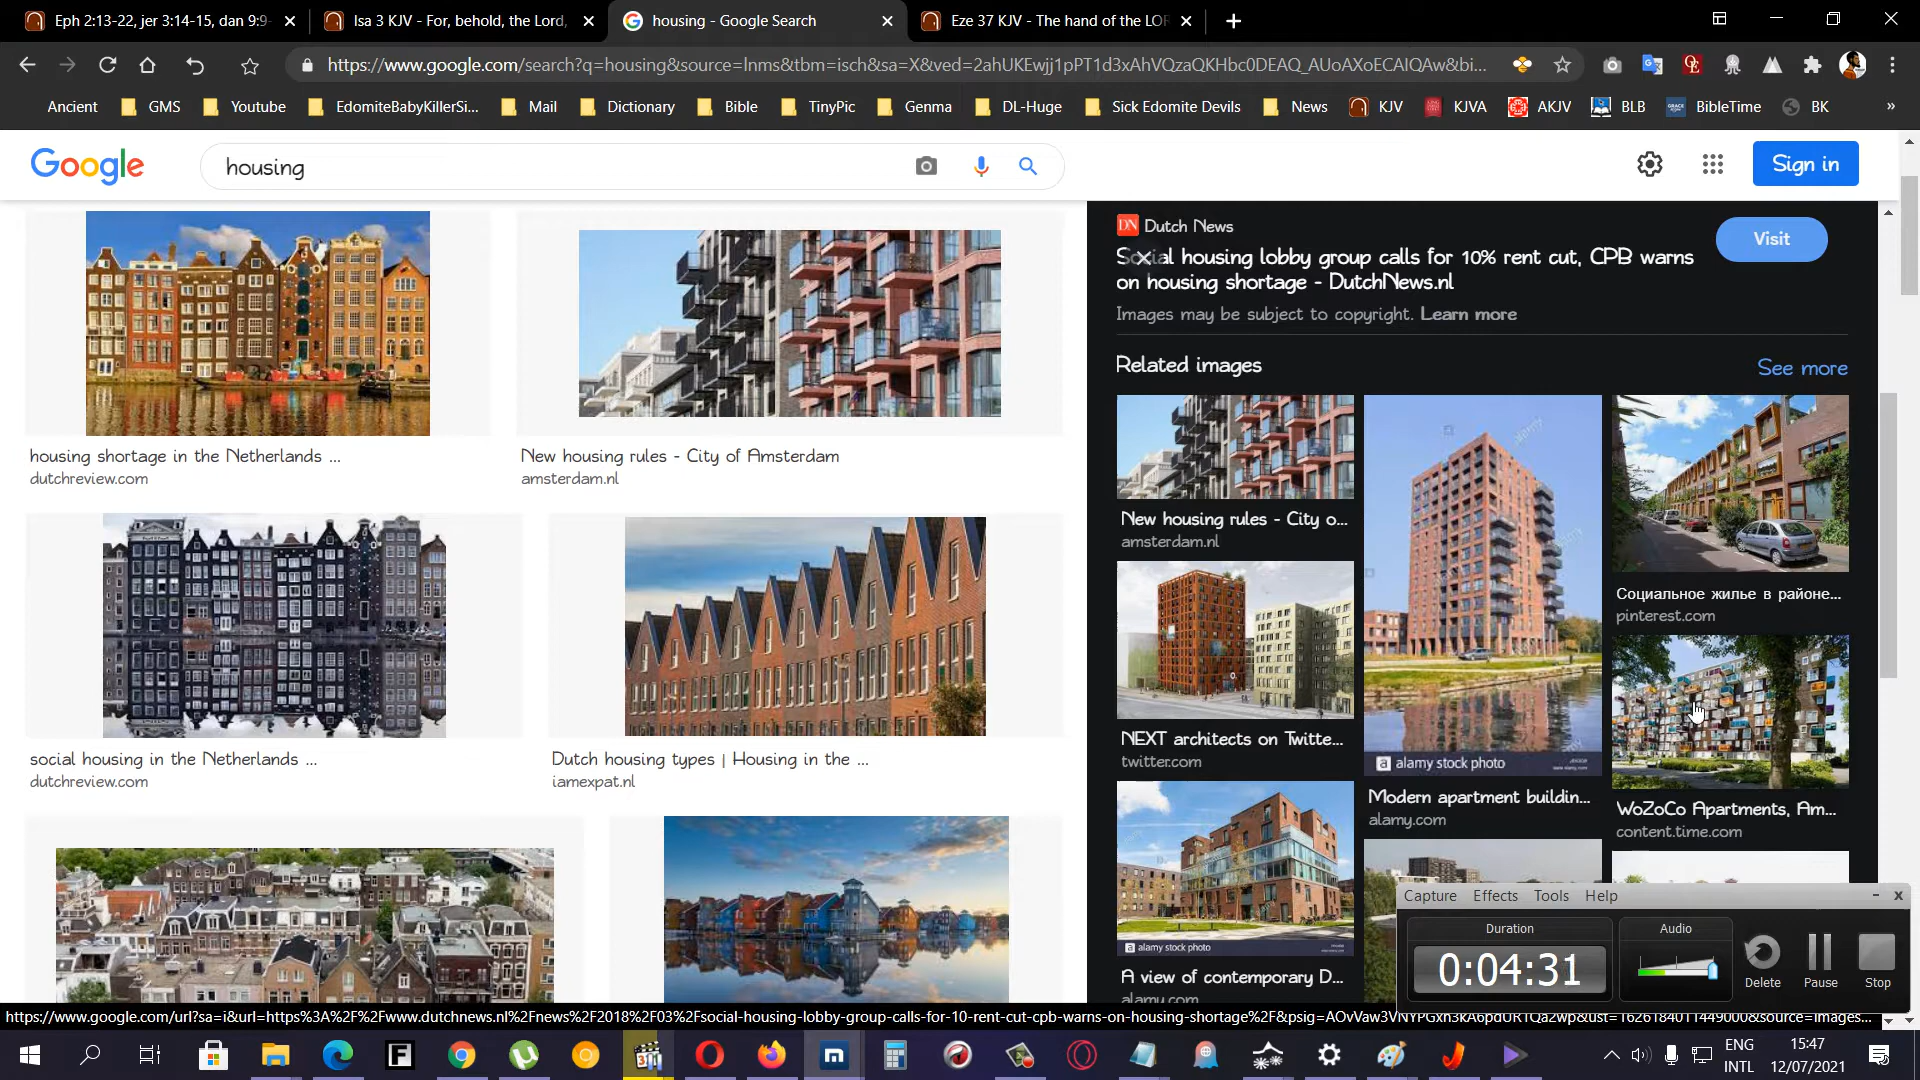 Eph 2:13-22, jer 3:14-15, dan 9:9-
Isa 3 KJV - For, behold, the Lord,
housing - Google Search
Eze 37 KJV - The hand of the LOR
https://www.google.com/search?q=housing&source=lnms&tbm=isch&sa=X&ved=2ahUKEwjj1pPT1d3xAhVQzaQKHbc0DEAQ_AUoAXoECAIQAw&bi...
Ancient
GMS
Youtube
EdomiteBabyKillerSi...
Mail
Dictionary
Bible
TinyPic
Genma
DL-Huge
Sick Edomite Devils
News
KJV
KJVA
AKJV
BLB
BibleTime
BK
»
Google
housing
Sign in
housing shortage in the Netherlands ...
dutchreview.com
New housing rules - City of Amsterdam
amsterdam.nl
social housing in the Netherlands ...
dutchreview.com
Dutch housing types | Housing in the ...
iamexpat.nl
DN Dutch News
Social housing lobby group calls for 10% rent cut, CPB warns
on housing shortage - DutchNews.nl
Visit
Images may be subject to copyright. Learn more
Related images
See more
New housing rules - City o...
amsterdam.nl
NEXT architects on Twitte...
twitter.com
a alamy stock photo
A view of contemporary D...
alamy.com
a alamy stock photo
Modern apartment buildin...
alamy.com
Социальное жилье в районе...
pinterest.com
WoZoCo Apartments, Am...
content.time.com
Capture Effects Tools Help
Duration
0:04:31
Audio
Delete
Pause
Stop
ENG
INTL
15:47
12/07/2021